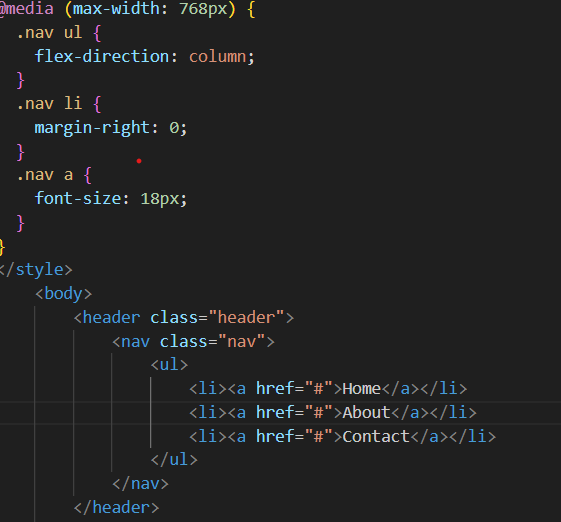 @media (max-width: 768px) {
.nav ul {
flex-direction: column;
}
.nav li {
margin-right: 0;
}
.nav a {
font-size: 18px;
}
}
</style>
<body>
<header class="header">
<nav class="nav">
<ul>
<li><a href="#">Home</a></li>
<li><a href="#">About</a></li>
<li><a href="#">Contact</a></li>
</ul>
</nav>
</header>